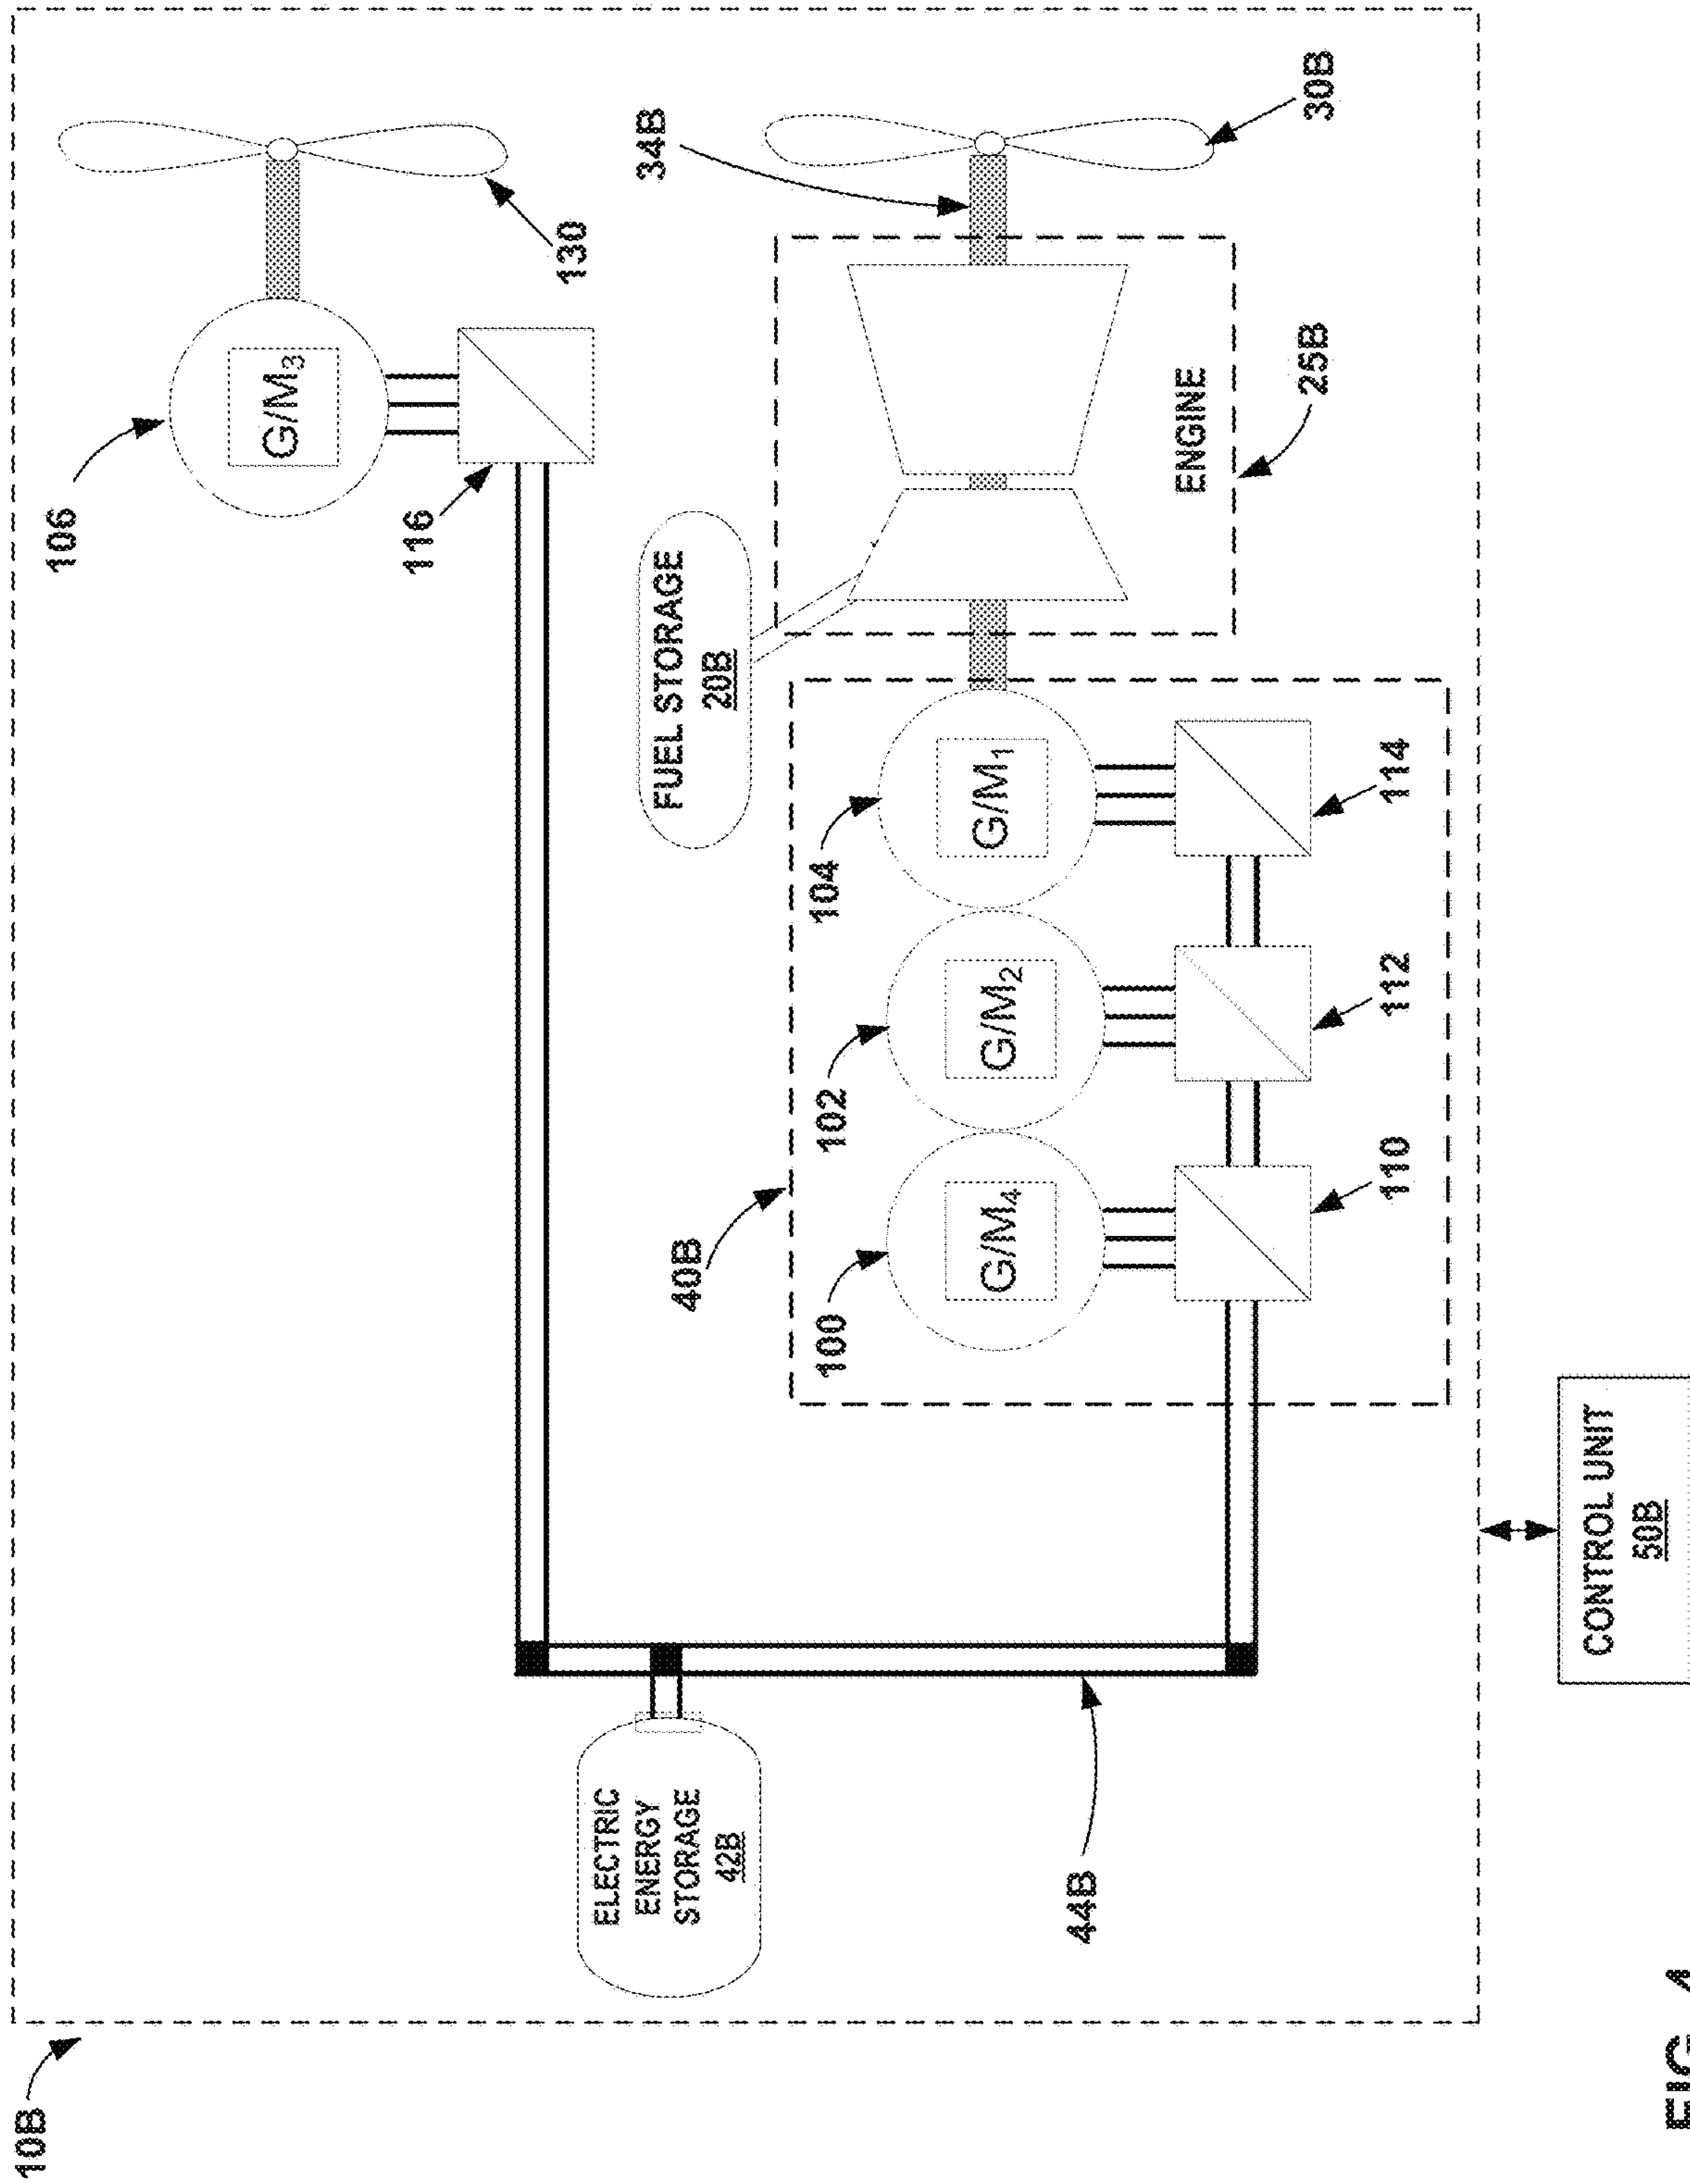 10B
ELECTRIC
ENERGY
STORAGE
42B
44B
106
G/M3
116
130
FUEL STORAGE
20B
34B
30B
40B
100
G/M4
102
G/M2
104
G/M1
110
112
114
ENGINE
25B
CONTROL UNIT
50B
FIG. 4